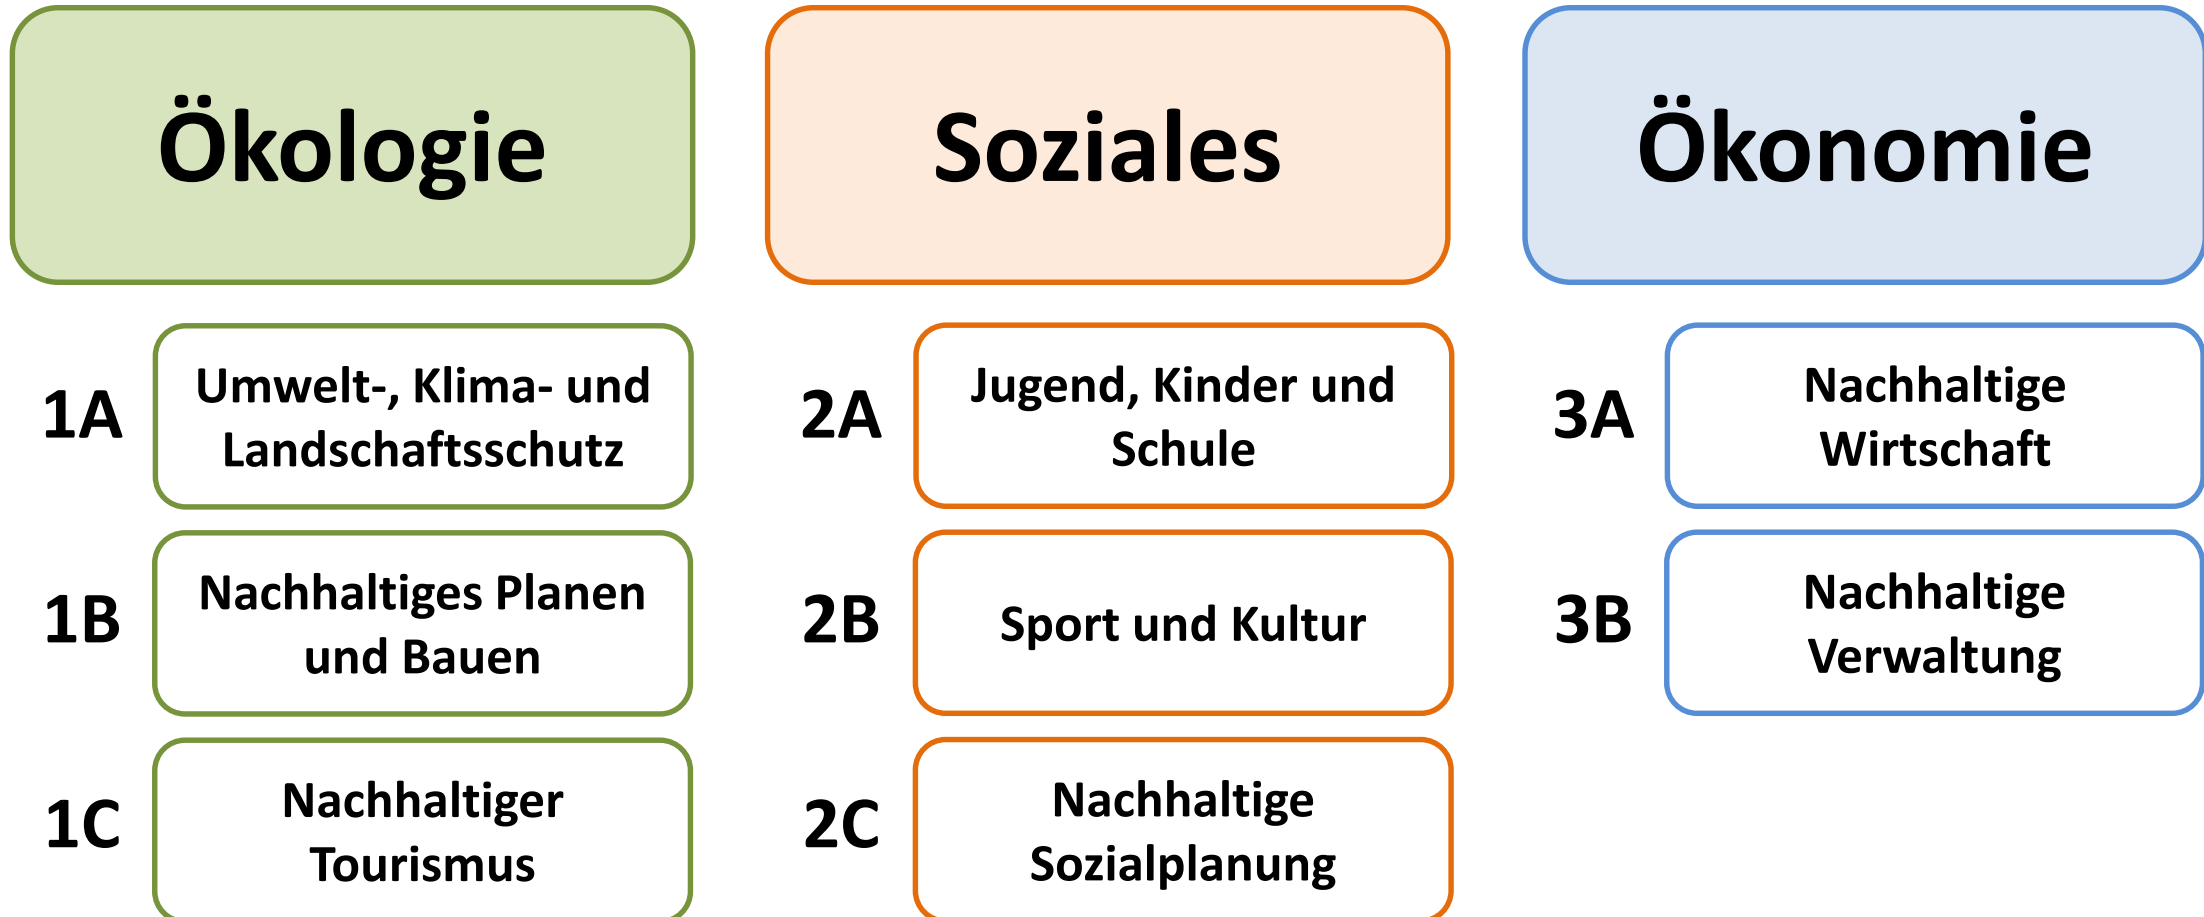 Ökologie
Soziales
Ökonomie
1A
Umwelt-, Klima- und
Landschaftsschutz
1B
Nachhaltiges Planen
und Bauen
1C
Nachhaltiger
Tourismus
2A
Jugend, Kinder und
Schule
2B
Sport und Kultur
2C
Nachhaltige
Sozialplanung
3A
Nachhaltige
Wirtschaft
3B
Nachhaltige
Verwaltung